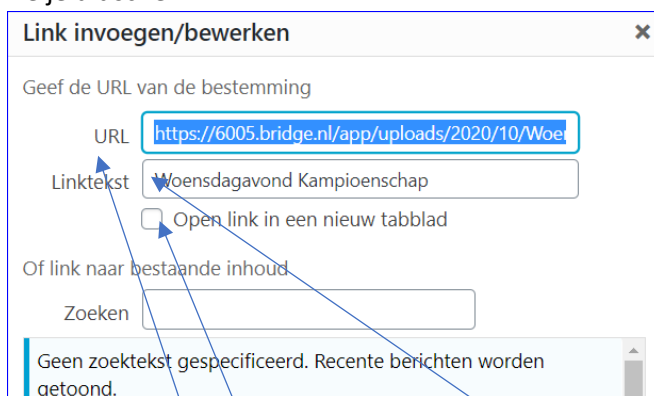 Link invoegen/bewerken
Geef de URL van de bestemming
URL https://6005.bridge.nl/app/uploads/2020/10/Woe
Linktekst Woensdagavond Kampioenschap
Open link in een nieuw tabblad
Of link naar bestaande inhoud
Zoeken
Geen zoektekst gespecificeerd. Recente berichten worden
getoond.